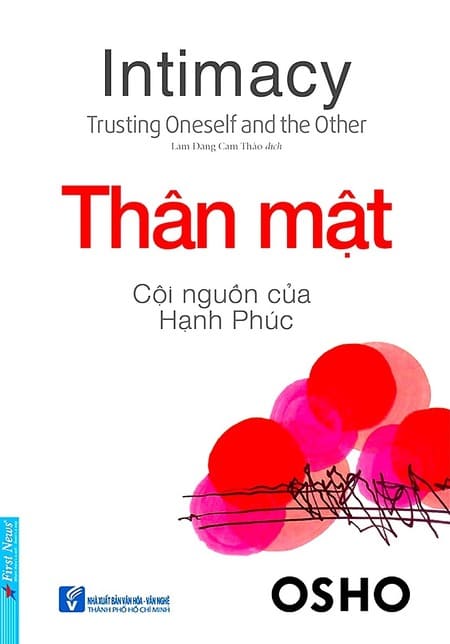 Intimacy
Trusting Oneself and the Other
Lam Đang Cam Thảo dịch
Thân mật
Cội nguồn của
Hạnh Phúc
First News
NHÀ XUẤT BẢN VĂN HÓA - VĂN NGHỆ
THÀNH PHỐ HỒ CHÍ MINH
OSHO